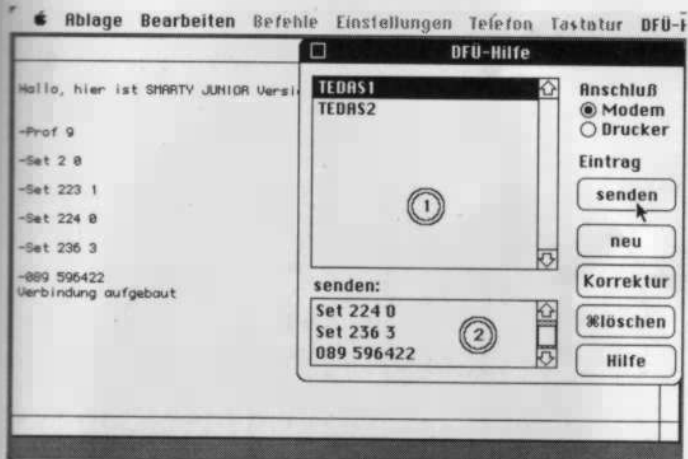 Ablage Bearbeiten Befehle Einstellungen Telefon Tastatur
DFÜ-Hilfe
Hallo, hier ist SMARTY JUNIOR
-Prof 9
-Set 2 0
-Set 223 1
-Set 224 0
-Set 236 3
-089 596422
Verbindung aufgebaut
TEDAS1
TEDAS2
1
senden:
Set 224 0
Set 236 3
089 596422
2
Anschluß
Modem
Drucker
Eintrag
senden
neu
Korrektur
⌘löschen
Hilfe